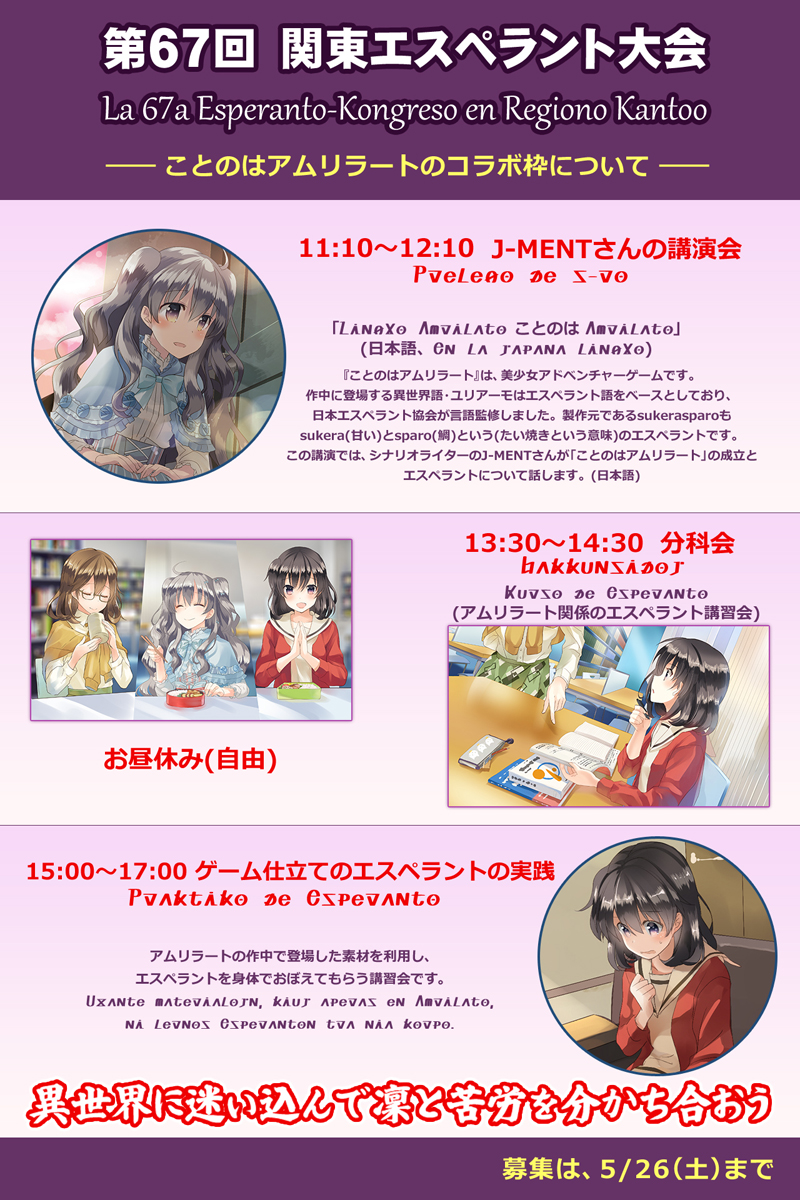 第67回 関東エスペラント大会
La 67a Esperanto-Kongreso en Regiono Kantoo
ことのはアムリラートのコラボ枠について
11:10～12:10 J-MENTさんの講演会
Prelego de s-ro
「Lingvo Amrilato ことのは Amrilato」
(日本語、En la japana lingvo)
『ことのはアムリラート』は、美少女アドベンチャーゲームです。
作中に登場する異世界語・ユリアーモはエスペラント語をベースとしており、
日本エスペラント協会が言語監修しました。製作元であるsukerasparoも
sukera(甘い)とsparo(鯛)という(たい焼きという意味)のエスペラントです。
この講演では、シナリオライターのJ-MENTさんが「ことのはアムリラート」の成立と
エスペラントについて話します。(日本語)
13:30～14:30 分科会
Fakkunsidoj
Kurso de Esperanto
(アムリラート関係のエスペラント講習会)
お昼休み(自由)
15:00～17:00 ゲーム仕立てのエスペラントの実践
Praktiko de Esperanto
アムリラートの作中で登場した素材を利用し、
エスペラントを身体でおぼえてもらう講習会です。
Uzante materialojn, kiuj aperas en Amrilato,
ni lernos Esperanton tra nia korpo.
異世界に迷い込んで凜と苦労を分かち合おう
募集は、5/26(土)まで